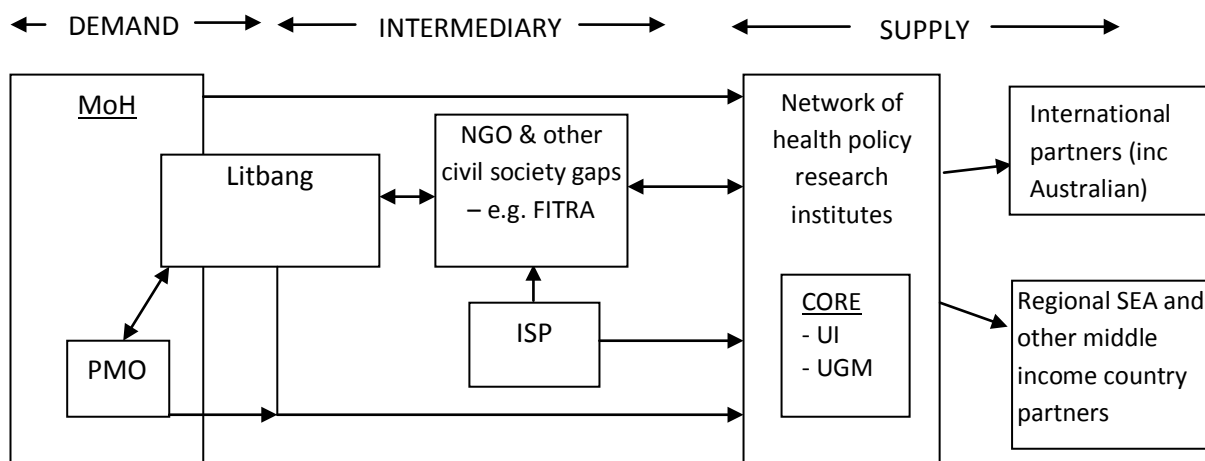 DEMAND
INTERMEDIARY
SUPPLY
MoH
Litbang
PMO
NGO & other
civil society gaps
– e.g. FITRA
ISP
Network of
health policy
research
institutes
CORE
- UI
- UGM
International
partners (inc
Australian)
Regional SEA and
other middle
income country
partners